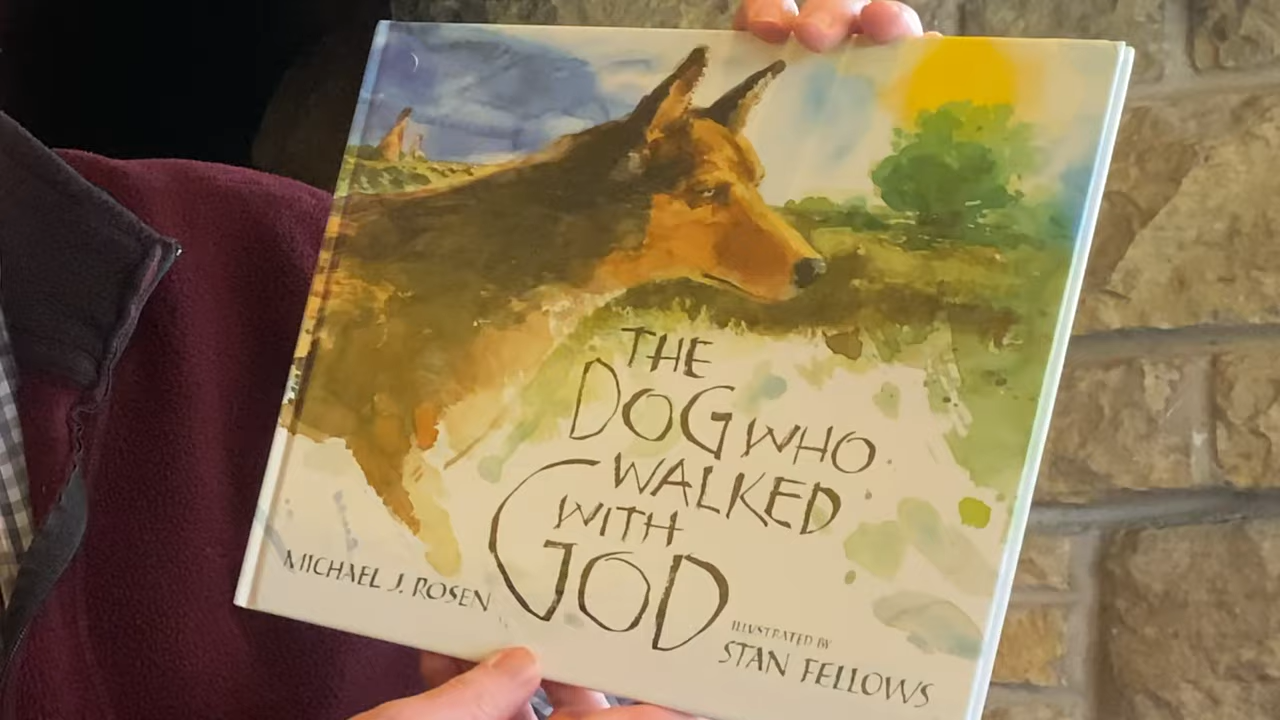 THE
DOG WHO
WALKED
WITH
GOD
MICHAEL J. ROSEN
ILLUSTRATED BY
STAN FELLOWS